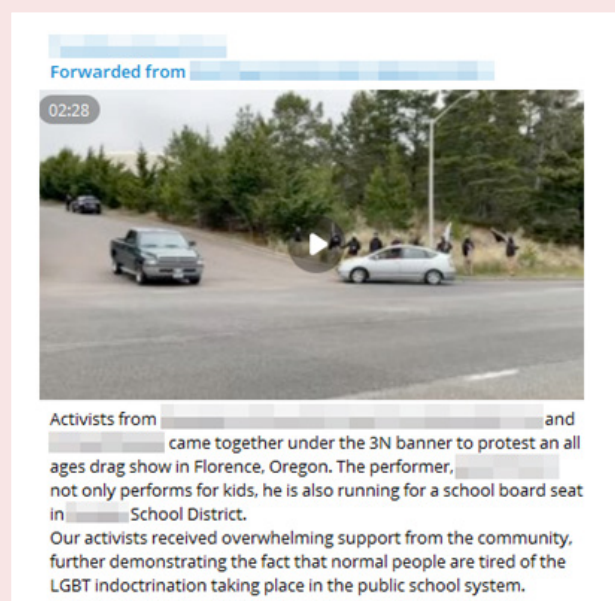 Forwarded from
02:28
Activists from and
came together under the 3N banner to protest an all
ages drag show in Florence, Oregon. The performer,
not only performs for kids, he is also running for a school board seat
in School District.
Our activists received overwhelming support from the community,
further demonstrating the fact that normal people are tired of the
LGBT indoctrination taking place in the public school system.